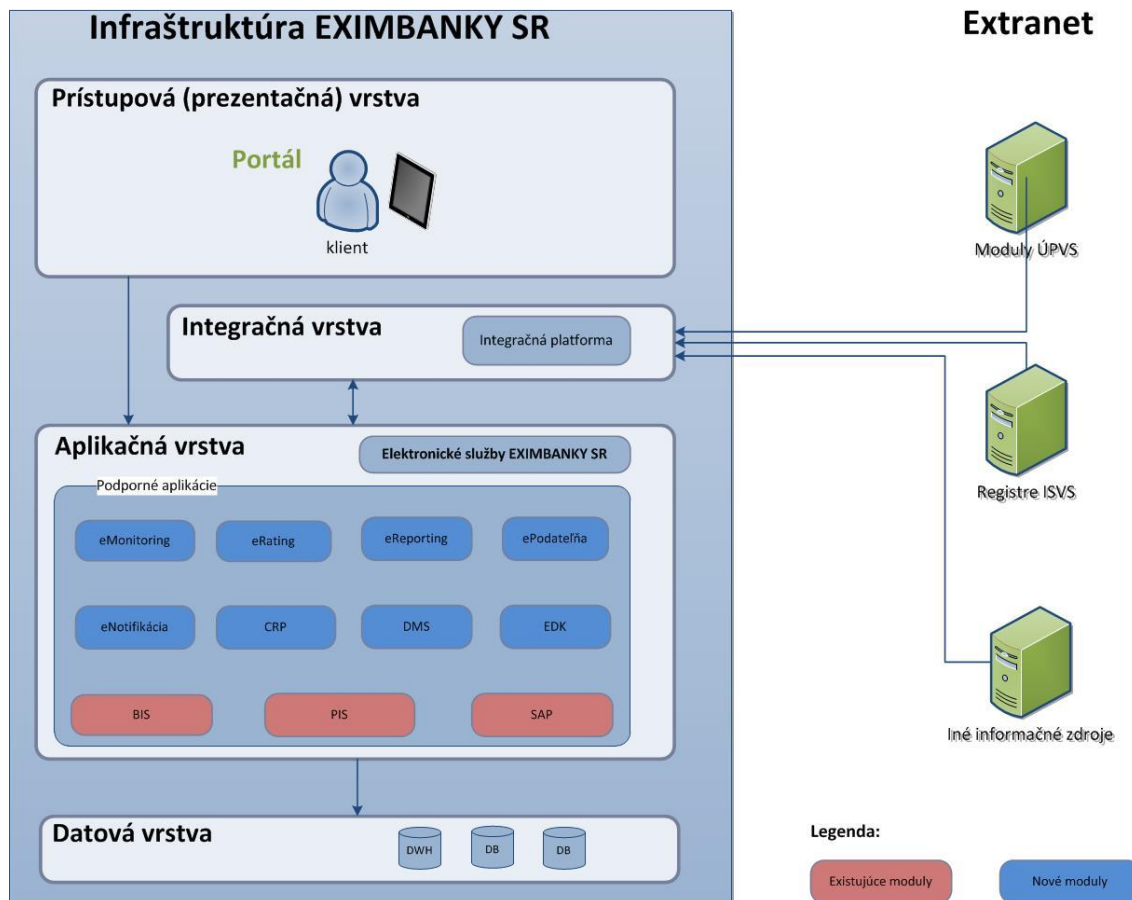 Infraštruktúra EXIMBANKY SR
Extranet
Prístupová (prezentačná) vrstva
Portál
klient
Moduly ÚPVS
Integračná vrstva
Integračná platforma
Aplikačná vrstva
Elektronické služby EXIMBANKY SR
Podporné aplikácie
eMonitoring
eRating
eReporting
ePodateľňa
eNotifikácia
CRP
DMS
EDK
BIS
PIS
SAP
Registre ISVS
Iné informačné zdroje
Datová vrstva
DWH
DB
DB
Legenda:
Existujúce moduly
Nové moduly